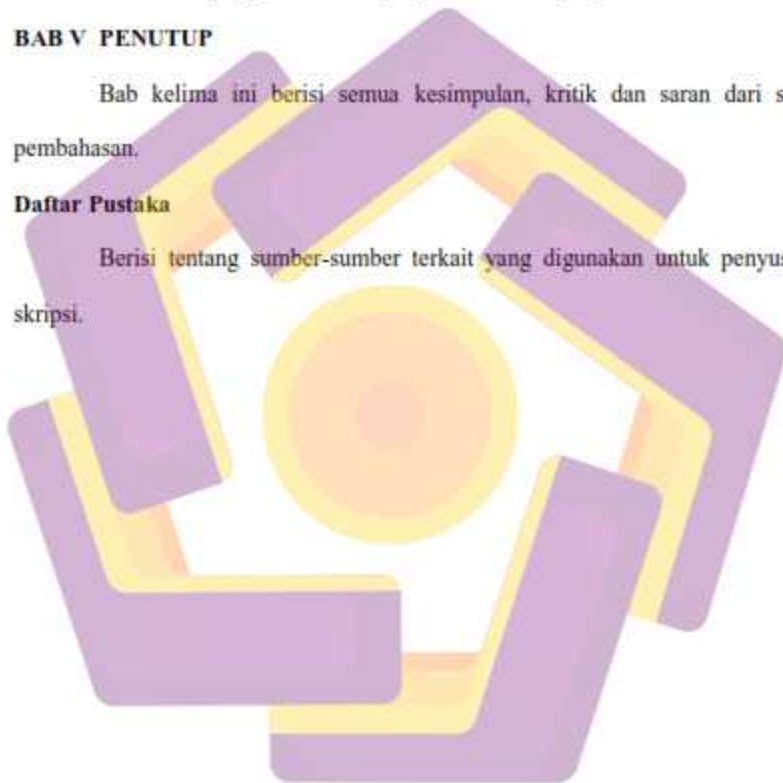 BAB V PENUTUP
Bab kelima ini berisi semua kesimpulan, kritik dan saran dari
pembahasan.
Daftar Pustaka
Berisi tentang sumber-sumber terkait yang digunakan untuk
skripsi.